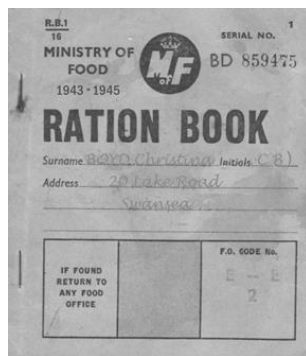 R.B.1
16
1
SERIAL NO.
MINISTRY OF
FOOD
1943-1945
MF
of
BD 859475
RATION BOOK
Surname BOYD Christina Initials C B)
Address 20 Lake Road
Swansea
IF FOUND
RETURN TO
ANY FOOD
OFFICE
F.O. CODE No.
E - E
2